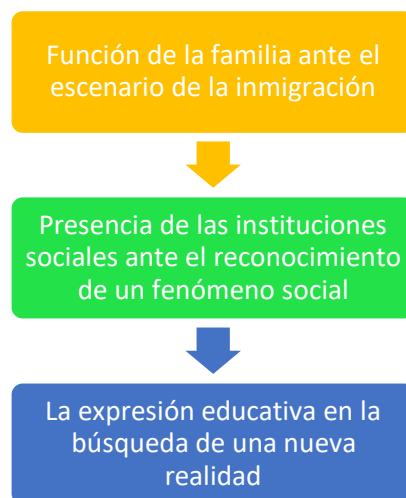 Función de la familia ante el
escenario de la inmigración
Presencia de las instituciones
sociales ante el reconocimiento
de un fenómeno social
La expresión educativa en la
búsqueda de una nueva
realidad